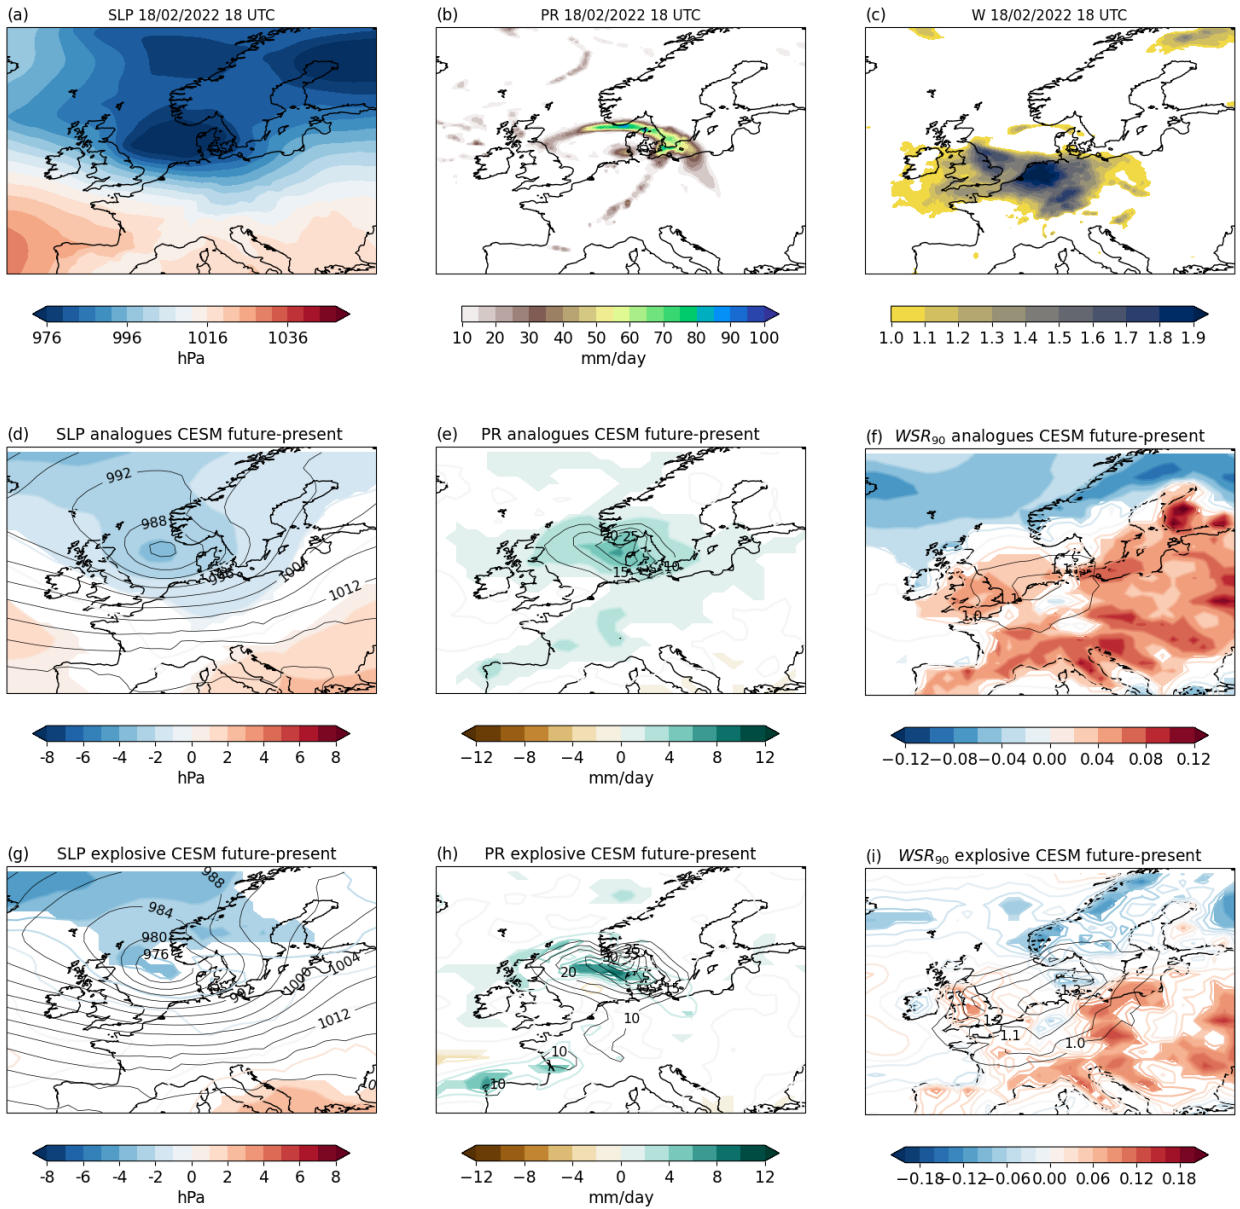 (a) SLP 18/02/2022 18 UTC
(b) PR 18/02/2022 18 UTC
(c) W 18/02/2022 18 UTC
976 996 1016 1036
hPa
10 20 30 40 50 60 70 80 90 100
mm/day
1.0 1.1 1.2 1.3 1.4 1.5 1.6 1.7 1.8 1.9
(d) SLP analogues CESM future-present
(e) PR analogues CESM future-present
(f) WSR90 analogues CESM future-present
992
988
1004
1012
25
15
10
1.1
1.0
-8 -6 -4 -2 0 2 4 6 8
hPa
−12 −8 −4 0 4 8 12
mm/day
−0.12 −0.08 −0.04 0.00 0.04 0.08 0.12
(g) SLP explosive CESM future-present
(h) PR explosive CESM future-present
(i) WSR90 explosive CESM future-present
988
984
980
976
1004
1000
1012
20
10
10
10
1.1
1.0
-8 -6 -4 -2 0 2 4 6 8
hPa
−12 −8 −4 0 4 8 12
mm/day
−0.18 −0.12 −0.06 0.00 0.06 0.12 0.18